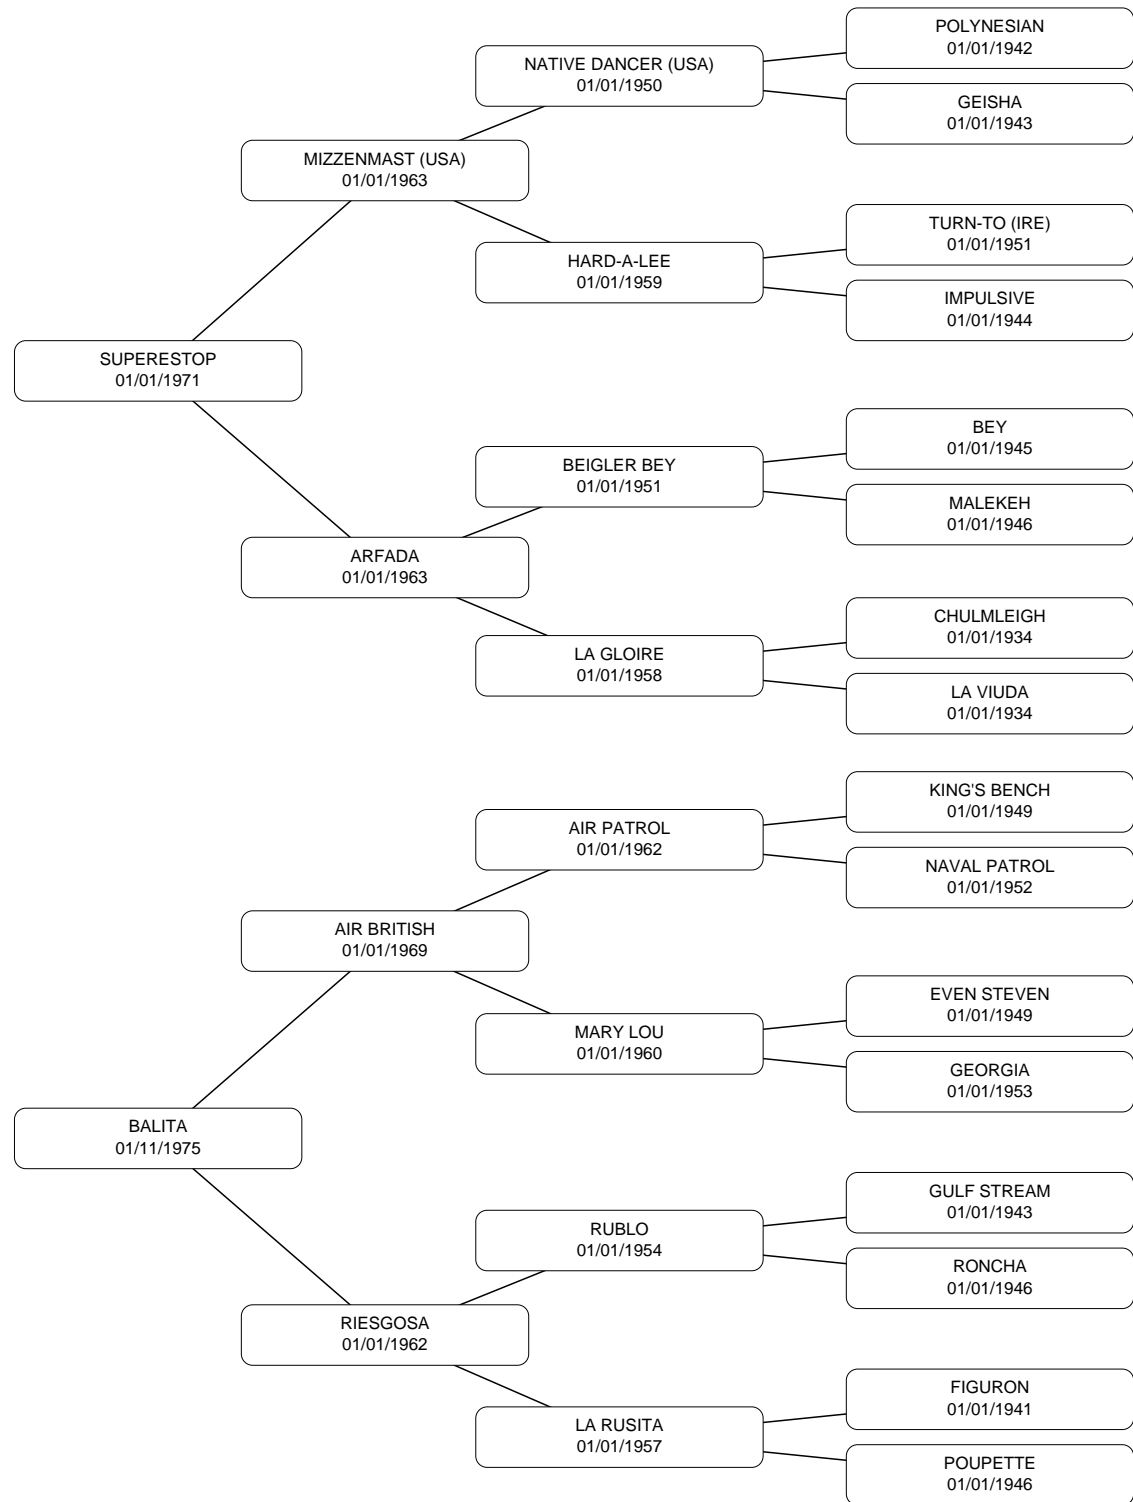 POLYNESIAN
01/01/1942
NATIVE DANCER (USA)
01/01/1950
GEISHA
01/01/1943
MIZZENMAST (USA)
01/01/1963
TURN-TO (IRE)
01/01/1951
HARD-A-LEE
01/01/1959
IMPULSIVE
01/01/1944
SUPERESTOP
01/01/1971
BEY
01/01/1945
BEIGLER BEY
01/01/1951
MALEKEH
01/01/1946
ARFADA
01/01/1963
CHULMLEIGH
01/01/1934
LA GLOIRE
01/01/1958
LA VIUDA
01/01/1934
KING'S BENCH
01/01/1949
AIR PATROL
01/01/1962
NAVAL PATROL
01/01/1952
AIR BRITISH
01/01/1969
EVEN STEVEN
01/01/1949
MARY LOU
01/01/1960
GEORGIA
01/01/1953
BALITA
01/11/1975
GULF STREAM
01/01/1943
RUBLO
01/01/1954
RONCHA
01/01/1946
RIESGOSA
01/01/1962
FIGURON
01/01/1941
LA RUSITA
01/01/1957
POUPETTE
01/01/1946